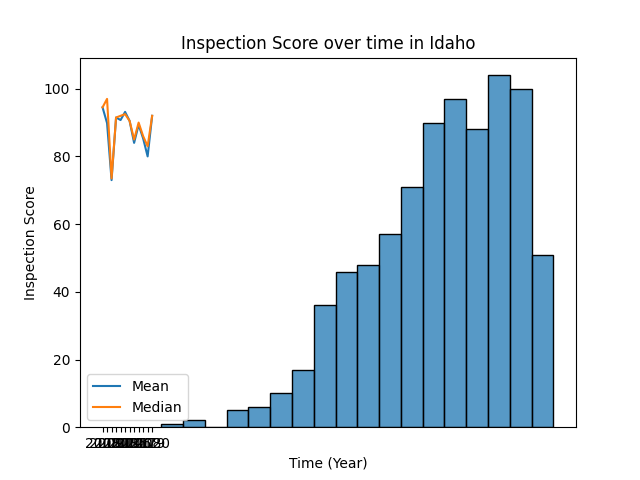 Inspection Score over time in Idaho
Inspection Score
100
80
60
40
20
0
Mean
Median
Time (Year)